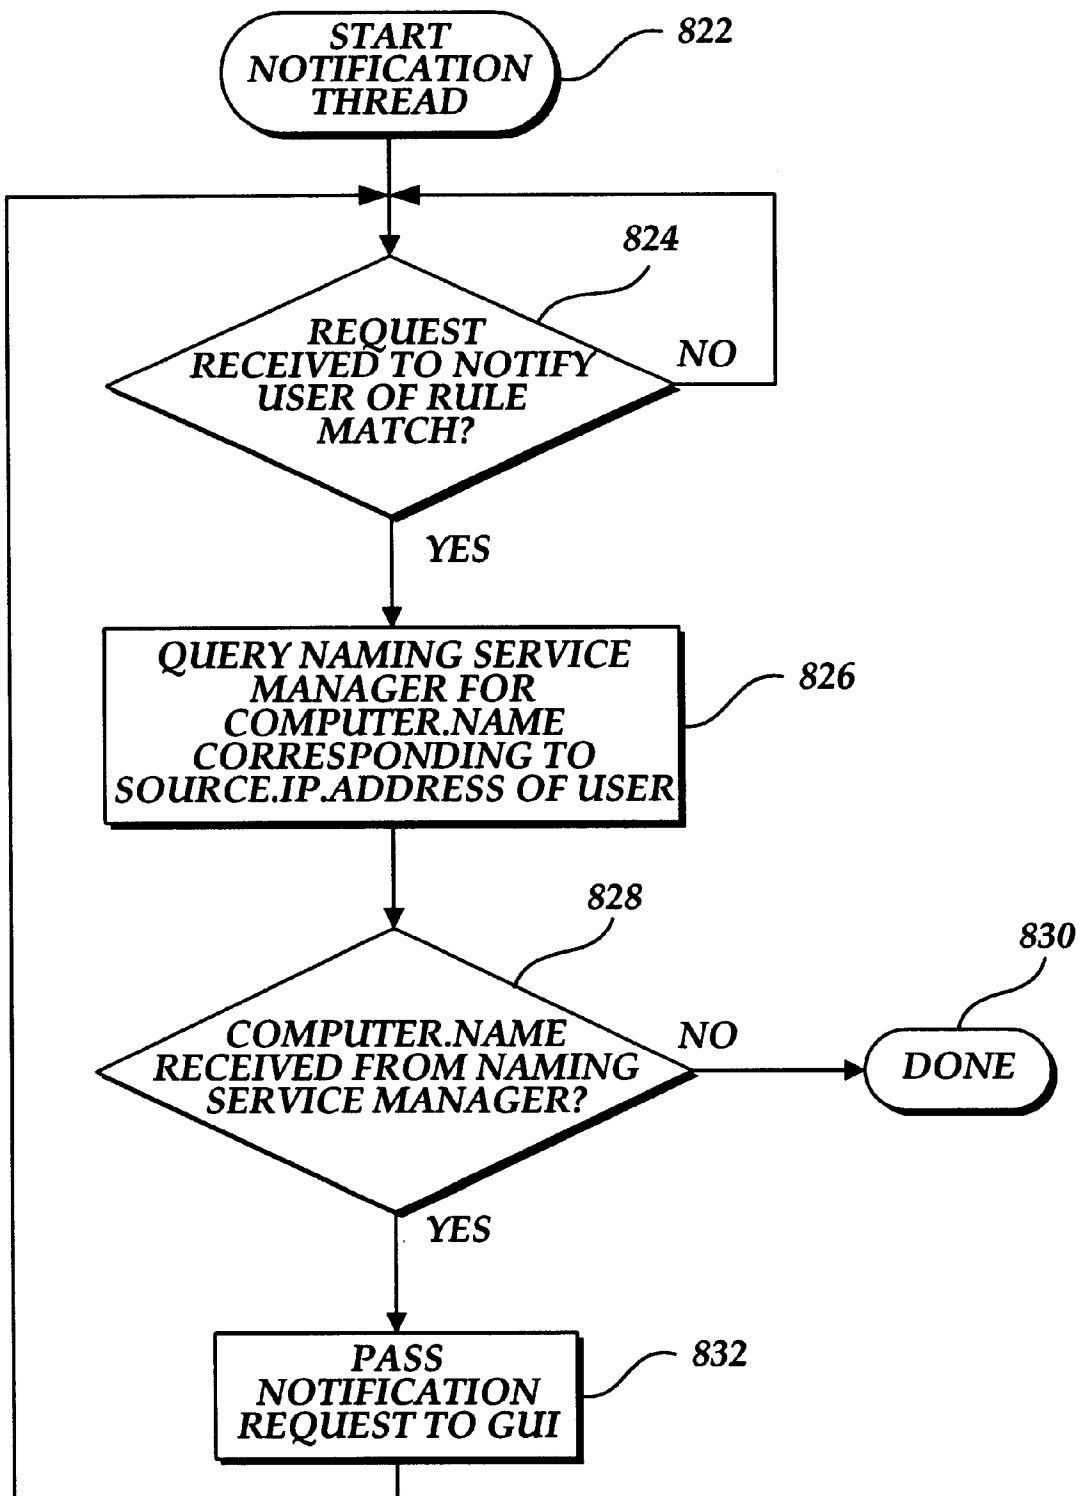 START
NOTIFICATION
THREAD
822
824
REQUEST
RECEIVED TO NOTIFY
USER OF RULE
MATCH?
NO
YES
QUERY NAMING SERVICE
MANAGER FOR
COMPUTER.NAME
CORRESPONDING TO
SOURCE.IP.ADDRESS OF USER
826
828
COMPUTER.NAME
RECEIVED FROM NAMING
SERVICE MANAGER?
NO
830
DONE
YES
PASS
NOTIFICATION
REQUEST TO GUI
832